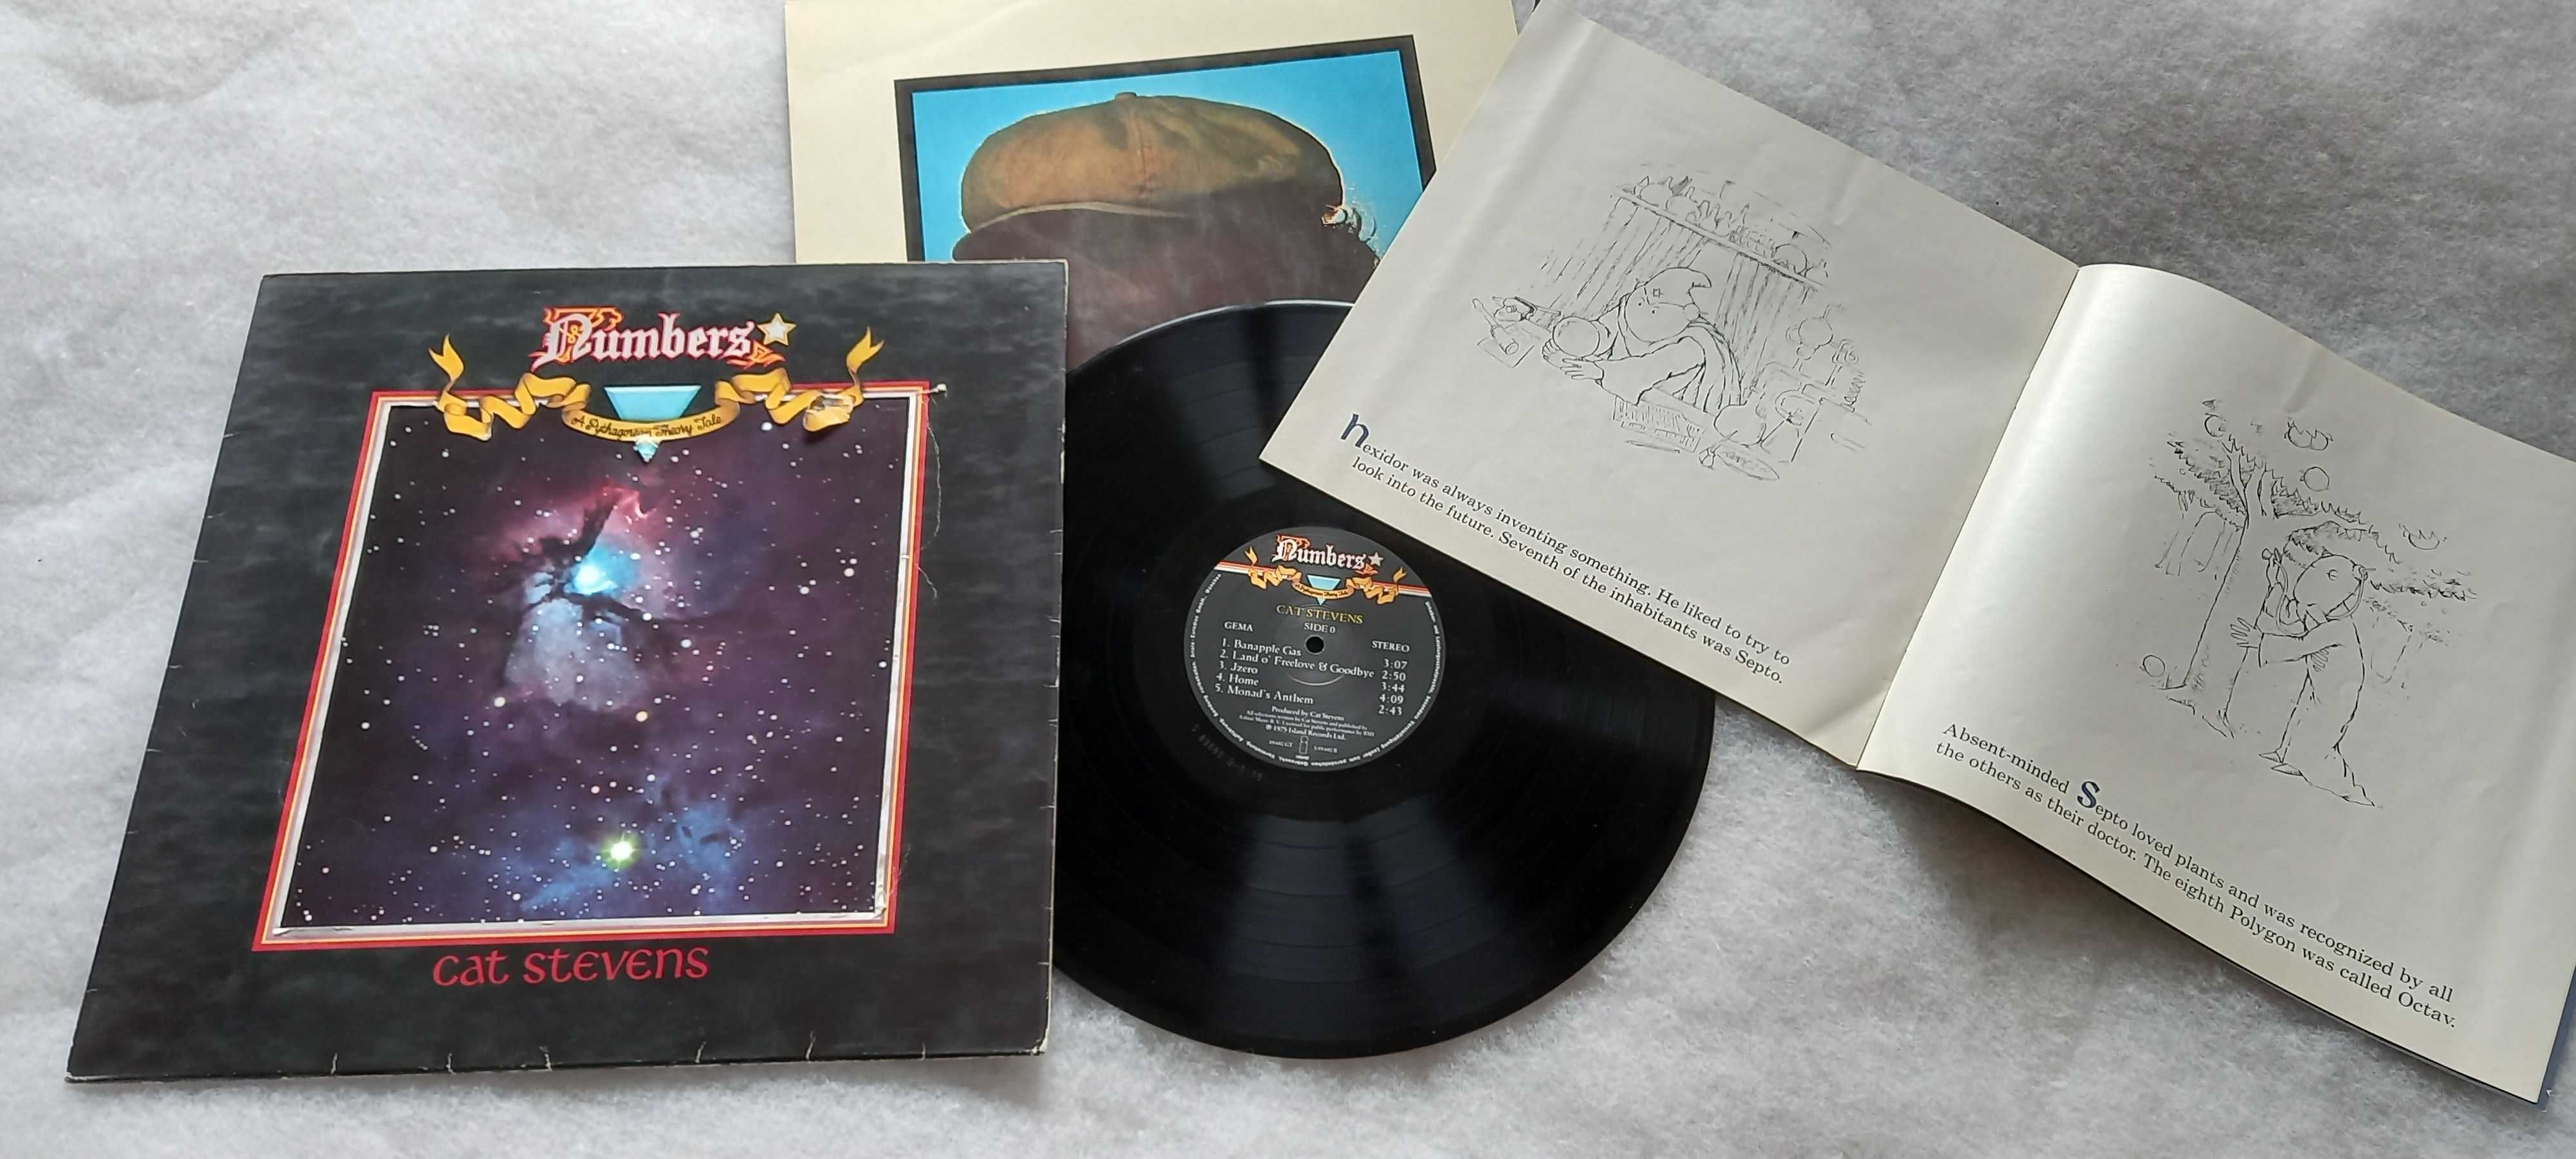 Numbers
A Pythagorean Theory Tale
cat stevens
Numbers
CAT STEVENS
SIDE 0
GEMA
STEREO
1. Banapple Gas 3:07
2. Land o' Freelove & Goodbye 2:50
3. Jzero 3:44
4. Home 4:09
5. Monad's Anthem 2:43
Produced by Cat Stevens
℗ 1975 Island Records Ltd.
hexidor was always inventing something. He liked to try to
look into the future. Seventh of the inhabitants was Septo.
Absent-minded Septo loved plants and was recognized by all
the others as their doctor. The eighth Polygon was called Octav.